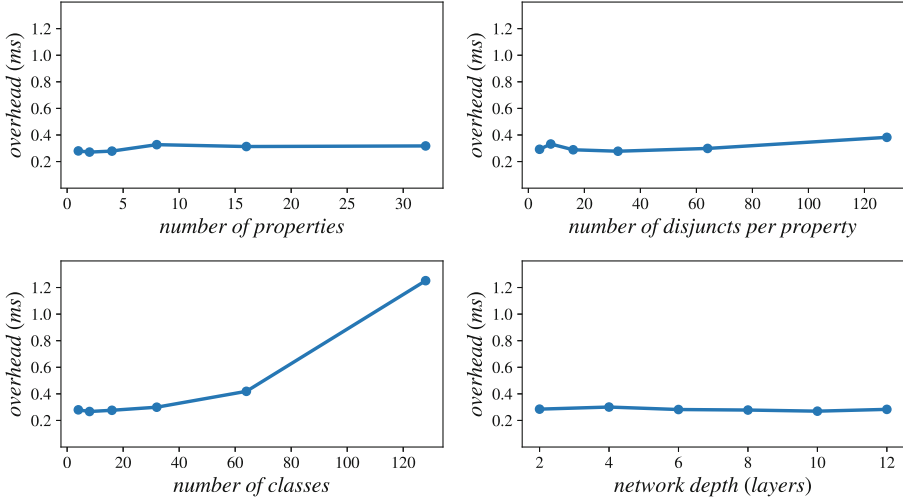 1.2
1.0
0.8
0.6
0.4
0.2
overhead (ms)
0 5 10 15 20 25 30
number of properties
1.2
1.0
0.8
0.6
0.4
0.2
overhead (ms)
0 20 40 60 80 100 120
number of disjuncts per property
1.2
1.0
0.8
0.6
0.4
0.2
overhead (ms)
0 20 40 60 80 100 120
number of classes
1.2
1.0
0.8
0.6
0.4
0.2
overhead (ms)
2 4 6 8 10 12
network depth (layers)